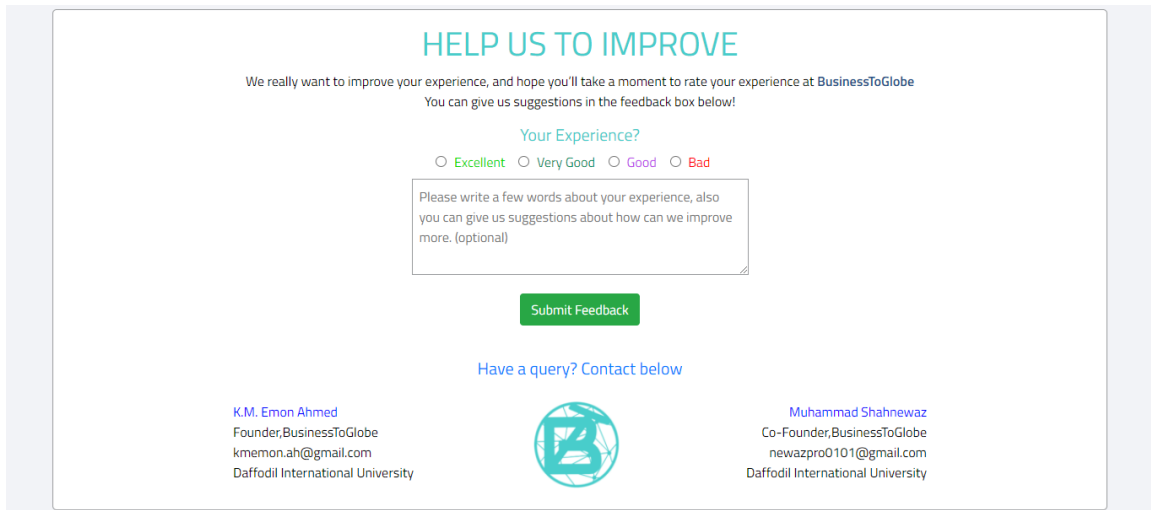 HELP US TO IMPROVE
We really want to improve your experience, and hope you'll take a moment to rate your experience at BusinessToGlobe
You can give us suggestions in the feedback box below!
Your Experience?
Excellent Very Good Good Bad
Please write a few words about your experience, also
you can give us suggestions about how can we improve
more. (optional)
Submit Feedback
Have a query? Contact below
K.M. Emon Ahmed
Founder,BusinessToGlobe
kmemon.ah@gmail.com
Daffodil International University
Muhammad Shahnewaz
Co-Founder,BusinessToGlobe
newazpro0101@gmail.com
Daffodil International University